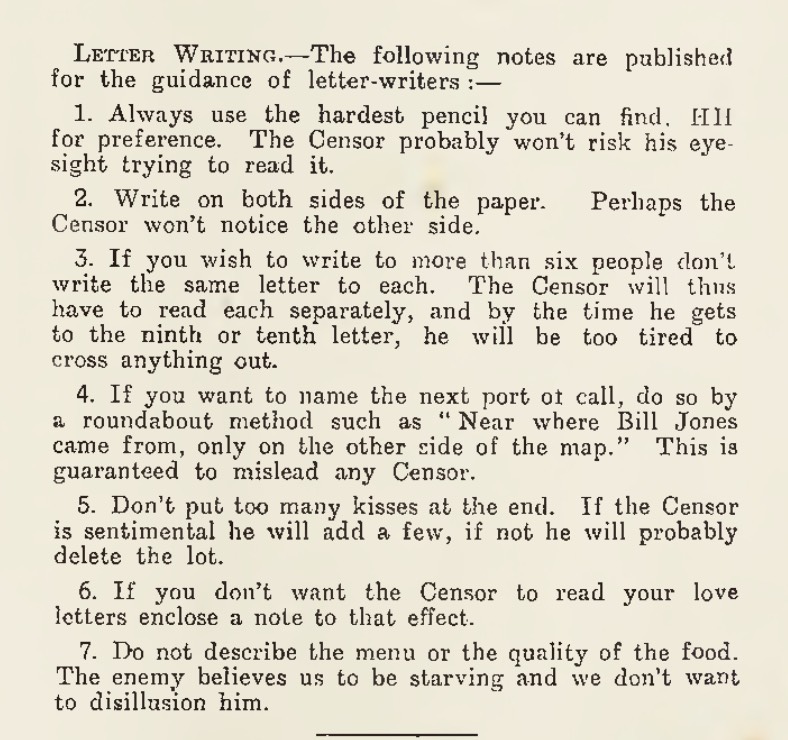 LETTER WRITING.—The following notes are published
for the guidance of letter-writers :—
1. Always use the hardest pencil you can find, HH
for preference. The Censor probably won't risk his eye-
sight trying to read it.
2. Write on both sides of the paper. Perhaps the
Censor won't notice the other side.
3. If you wish to write to more than six people don't
write the same letter to each. The Censor will thus
have to read each separately, and by the time he gets
to the ninth or tenth letter, he will be too tired to
cross anything out.
4. If you want to name the next port of call, do so by
a roundabout method such as “ Near where Bill Jones
came from, only on the other side of the map.” This is
guaranteed to mislead any Censor.
5. Don't put too many kisses at the end. If the Censor
is sentimental he will add a few, if not he will probably
delete the lot.
6. If you don't want the Censor to read your love
letters enclose a note to that effect.
7. Do not describe the menu or the quality of the food.
The enemy believes us to be starving and we don't want
to disillusion him.